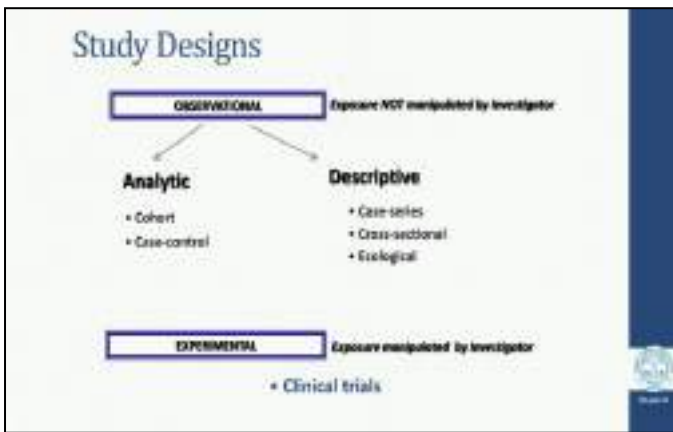 Study Designs
OBSERVATIONAL
Exposure NOT manipulated by investigator
Analytic
• Cohort
• Case-control
Descriptive
• Case-series
• Cross-sectional
• Ecological
EXPERIMENTAL
Exposure manipulated by investigator
• Clinical trials